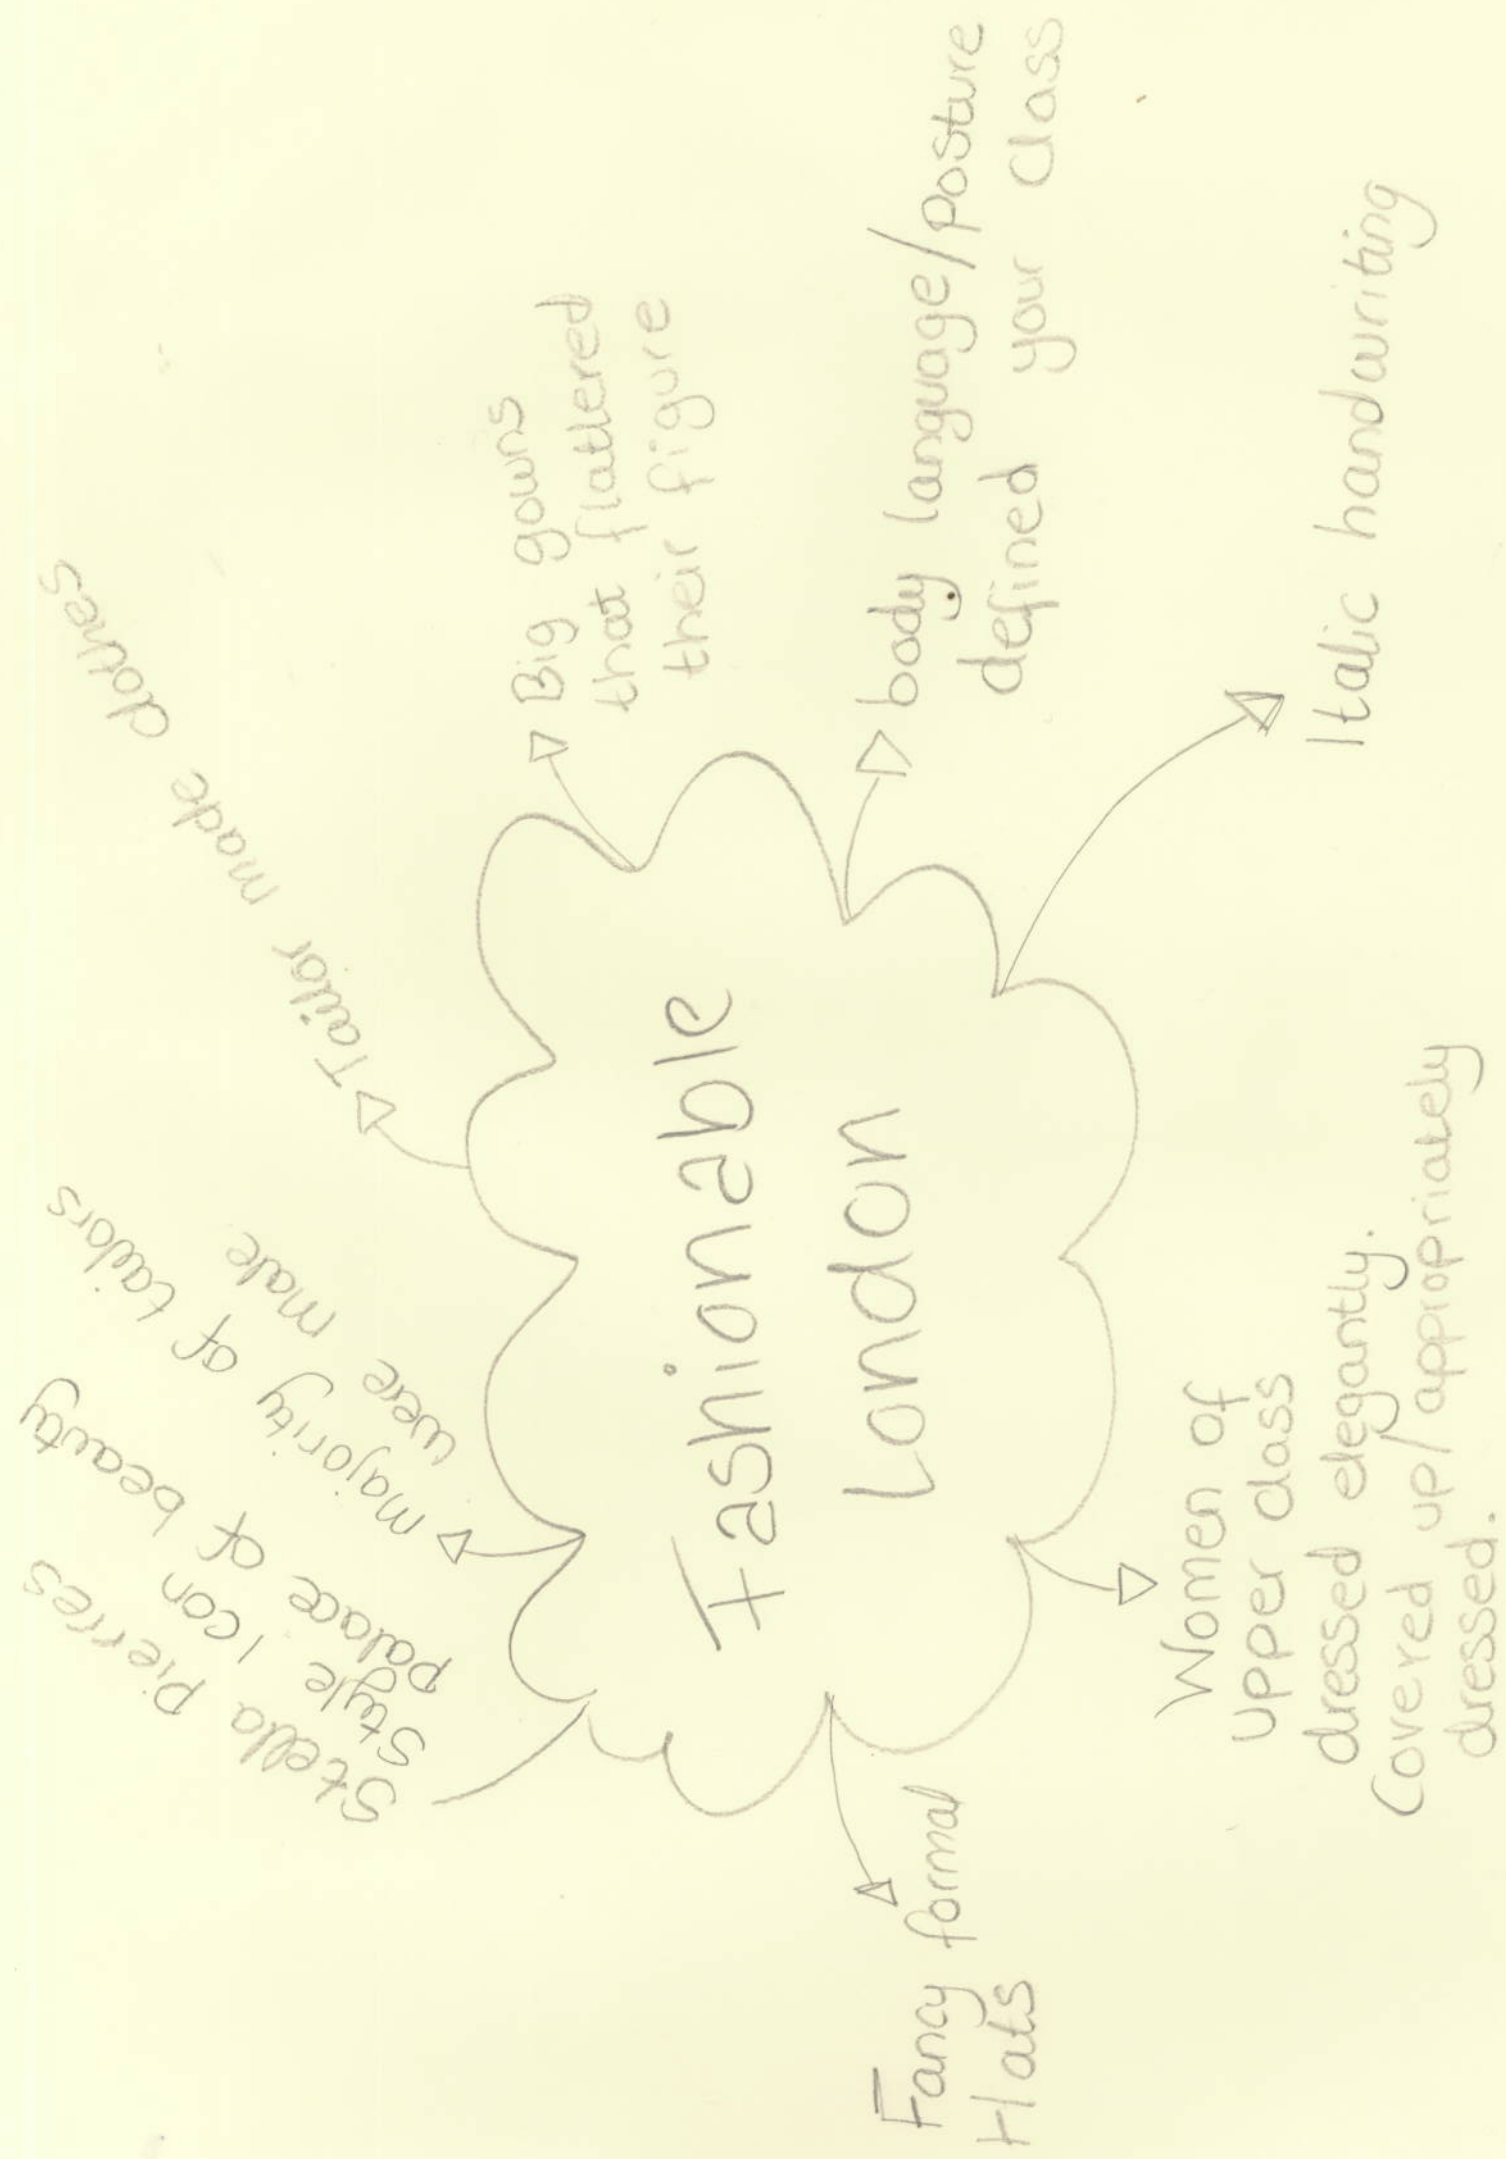 Fashionable
London
Stella Pierres
Style Icon
palace of beauty
majority of tailors
were male
Tailor made clothes
Big gowns
that flattered
their figure
body language/posture
defined your class
Italic handwriting
Women of
upper class
dressed elegantly.
Covered up/appropriately
dressed.
Fancy formal
Hats